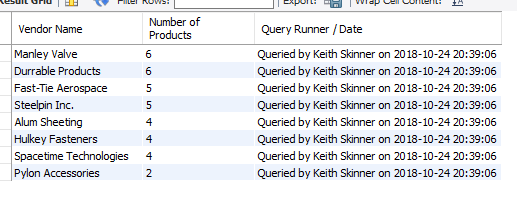 Result Grid Filter Rows: Export: Wrap Cell Content:
Vendor Name Number of Products Query Runner / Date
Manley Valve 6 Queried by Keith Skinner on 2018-10-24 20:39:06
Durrable Products 6 Queried by Keith Skinner on 2018-10-24 20:39:06
Fast-Tie Aerospace 5 Queried by Keith Skinner on 2018-10-24 20:39:06
Steelpin Inc. 5 Queried by Keith Skinner on 2018-10-24 20:39:06
Alum Sheeting 4 Queried by Keith Skinner on 2018-10-24 20:39:06
Hulkey Fasteners 4 Queried by Keith Skinner on 2018-10-24 20:39:06
Spacetime Technologies 4 Queried by Keith Skinner on 2018-10-24 20:39:06
Pylon Accessories 2 Queried by Keith Skinner on 2018-10-24 20:39:06